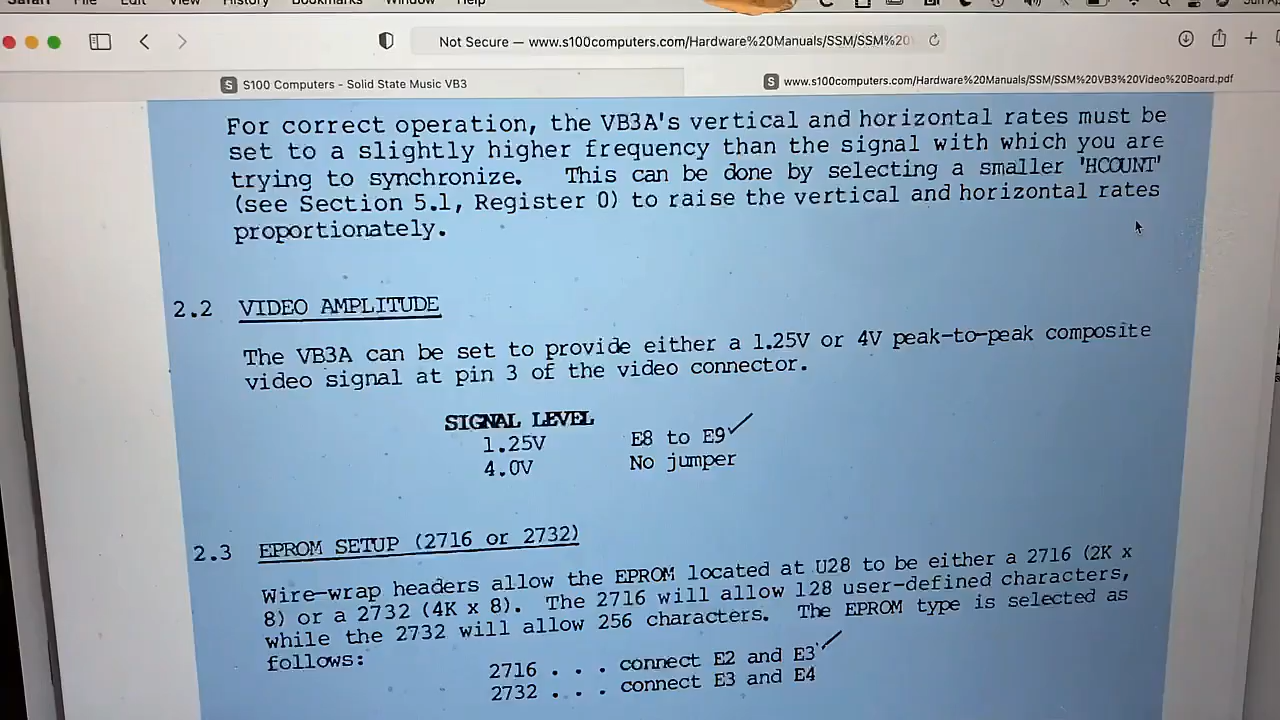 Safari File Edit View History Bookmarks Window Help
Not Secure — www.s100computers.com/Hardware%20Manuals/SSM/SSM%20
S S100 Computers - Solid State Music VB3
S www.s100computers.com/Hardware%20Manuals/SSM/SSM%20VB3%20Video%20Board.pdf
For correct operation, the VB3A's vertical and horizontal rates must be
set to a slightly higher frequency than the signal with which you are
trying to synchronize. This can be done by selecting a smaller 'HCOUNT'
(see Section 5.1, Register 0) to raise the vertical and horizontal rates
proportionately.
2.2 VIDEO AMPLITUDE
The VB3A can be set to provide either a 1.25V or 4V peak-to-peak composite
video signal at pin 3 of the video connector.
SIGNAL LEVEL
1.25V E8 to E9
4.0V No jumper
2.3 EPROM SETUP (2716 or 2732)
Wire-wrap headers allow the EPROM located at U28 to be either a 2716 (2K x
8) or a 2732 (4K x 8). The 2716 will allow 128 user-defined characters,
while the 2732 will allow 256 characters. The EPROM type is selected as
follows:
2716 . . . connect E2 and E3
2732 . . . connect E3 and E4